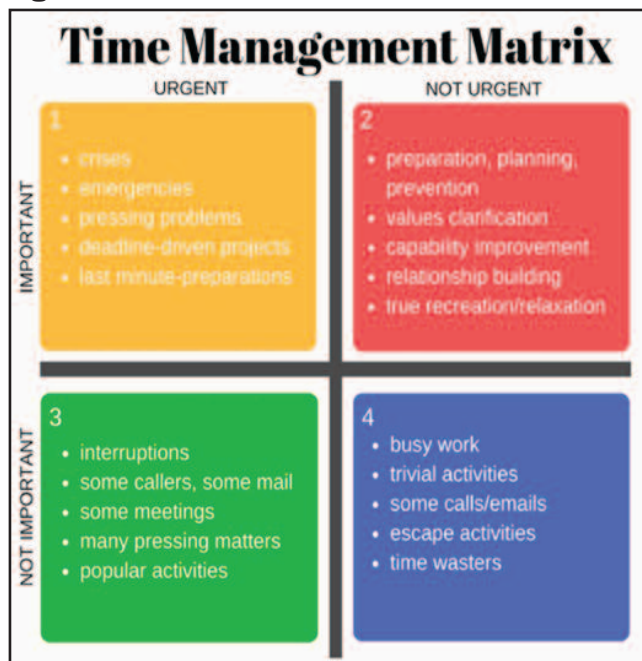 Time Management Matrix
URGENT
NOT URGENT
IMPORTANT
1
• crises
• emergencies
• pressing problems
• deadline-driven projects
• last minute-preparations
2
• preparation, planning,
prevention
• values clarification
• capability improvement
• relationship building
• true recreation/relaxation
NOT IMPORTANT
3
• interruptions
• some callers, some mail
• some meetings
• many pressing matters
• popular activities
4
• busy work
• trivial activities
• some calls/emails
• escape activities
• time wasters